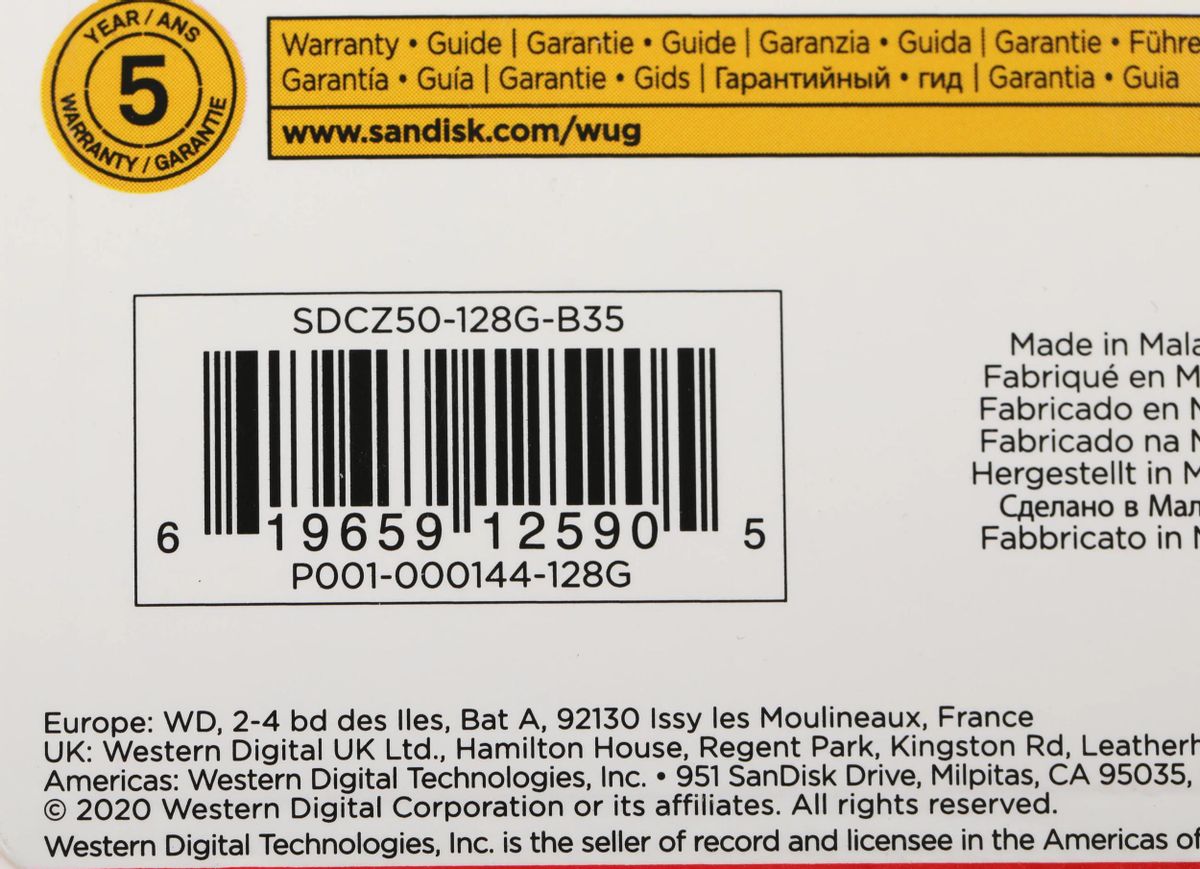 YEAR / ANS
5
WARRANTY / GARANTIE
Warranty • Guide | Garantie • Guide | Garanzia • Guida | Garantie • Führe
Garantía • Guía | Garantie • Gids | Гарантийный • гид | Garantia • Guia
www.sandisk.com/wug
SDCZ50-128G-B35
6 19659 12590 5
P001-000144-128G
Made in Mala
Fabriqué en M
Fabricado en
Fabricado na
Hergestellt in M
Сделано в Мал
Fabbricato in
Europe: WD, 2-4 bd des Iles, Bat A, 92130 Issy les Moulineaux, France
UK: Western Digital UK Ltd., Hamilton House, Regent Park, Kingston Rd, Leatherh
Americas: Western Digital Technologies, Inc. • 951 SanDisk Drive, Milpitas, CA 95035,
© 2020 Western Digital Corporation or its affiliates. All rights reserved.
Western Digital Technologies, Inc. is the seller of record and licensee in the Americas of